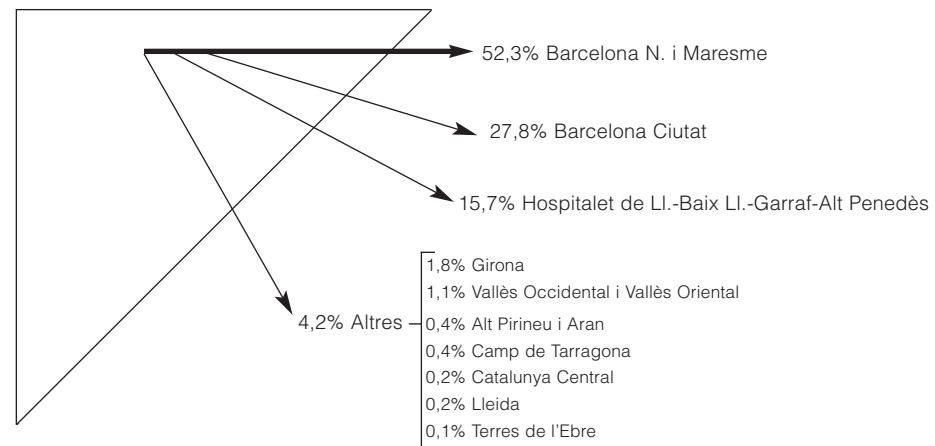 52,3% Barcelona N. i Maresme
27,8% Barcelona Ciutat
15,7% Hospitalet de Ll.-Baix Ll.-Garraf-Alt Penedès
4,2% Altres
1,8% Girona
1,1% Vallès Occidental i Vallès Oriental
0,4% Alt Pirineu i Aran
0,4% Camp de Tarragona
0,2% Catalunya Central
0,2% Lleida
0,1% Terres de l'Ebre